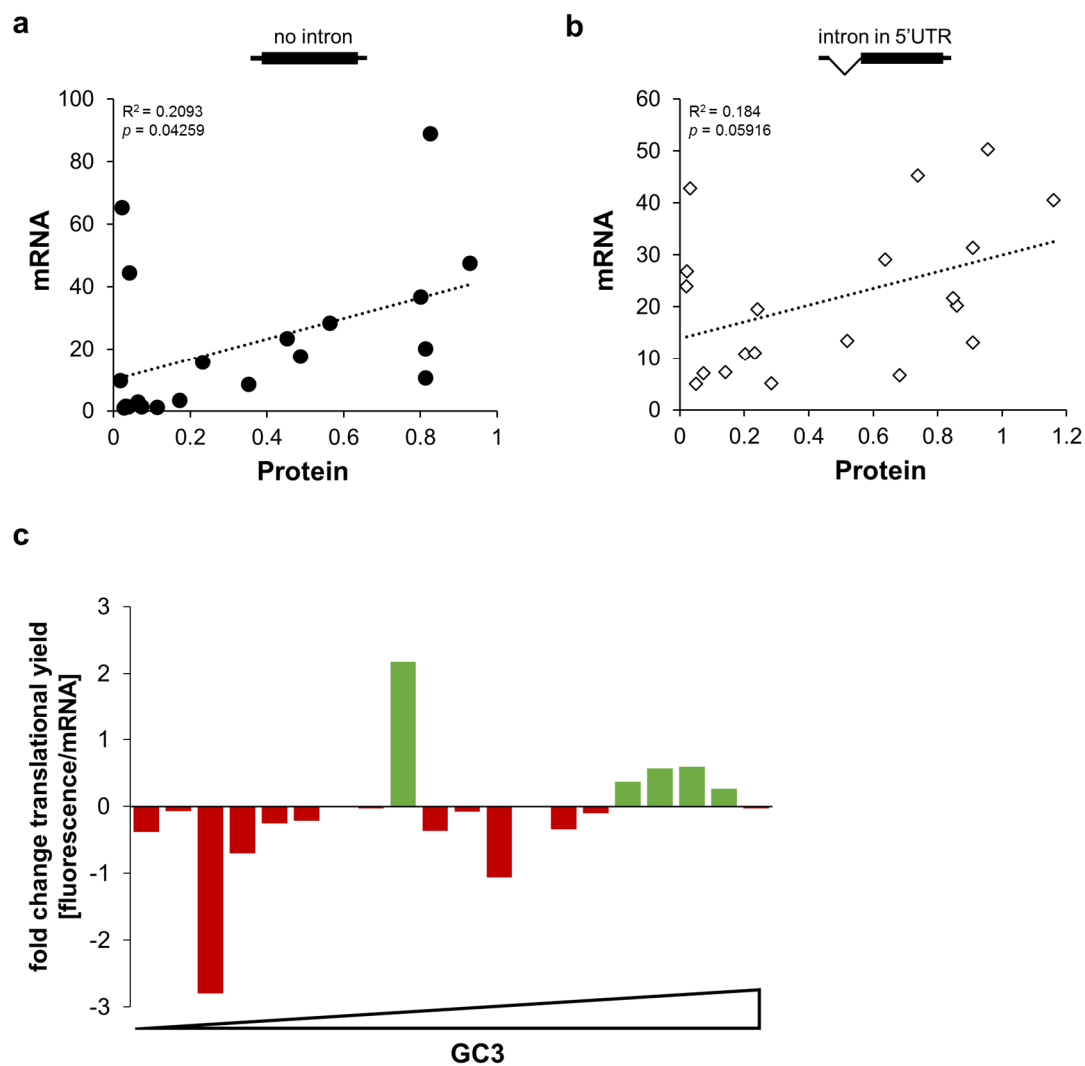 a
no intron
R² = 0.2093
p = 0.04259
100
80
60
40
20
0
mRNA
0 0.2 0.4 0.6 0.8 1
Protein
b
intron in 5'UTR
R² = 0.184
p = 0.05916
60
50
40
30
20
10
0
mRNA
0 0.2 0.4 0.6 0.8 1 1.2
Protein
c
fold change translational yield
[fluorescence/mRNA]
3
2
1
0
-1
-2
-3
GC3